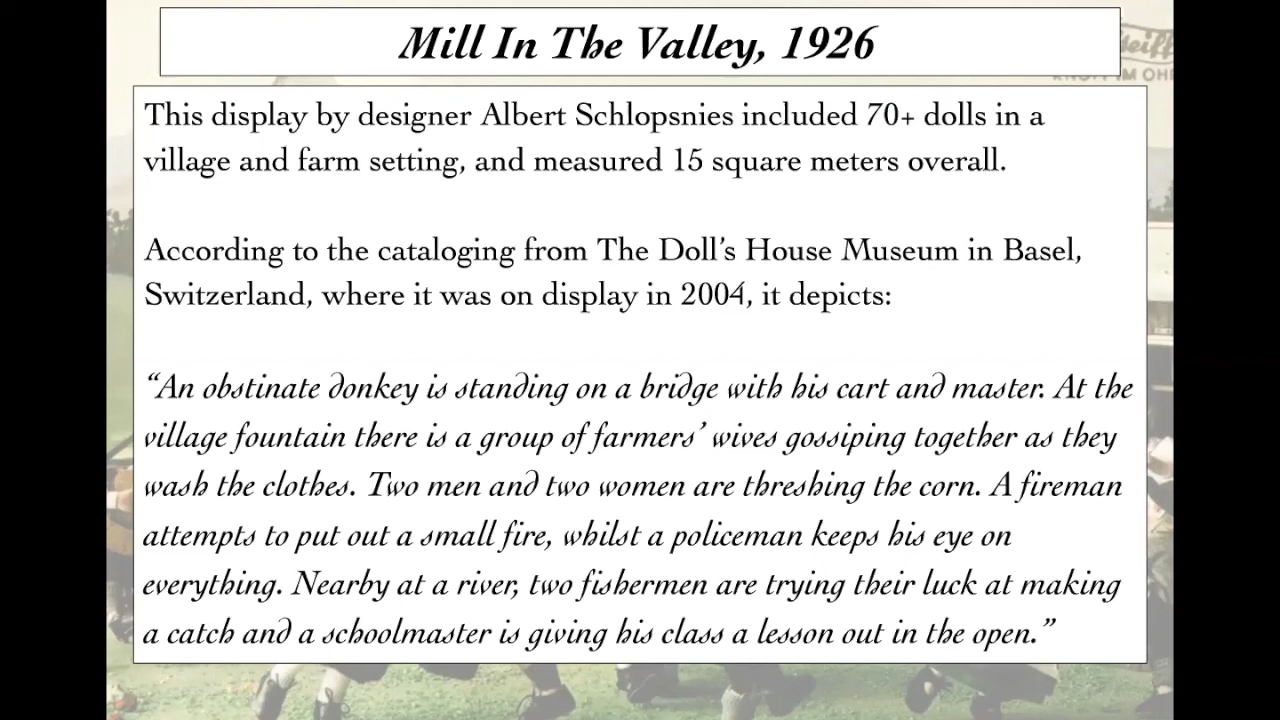 Mill In The Valley, 1926
This display by designer Albert Schlopsnies included 70+ dolls in a
village and farm setting, and measured 15 square meters overall.
According to the cataloging from The Doll’s House Museum in Basel,
Switzerland, where it was on display in 2004, it depicts:
“An obstinate donkey is standing on a bridge with his cart and master. At the
village fountain there is a group of farmers’ wives gossiping together as they
wash the clothes. Two men and two women are threshing the corn. A fireman
attempts to put out a small fire, whilst a policeman keeps his eye on
everything. Nearby at a river, two fishermen are trying their luck at making
a catch and a schoolmaster is giving his class a lesson out in the open.”